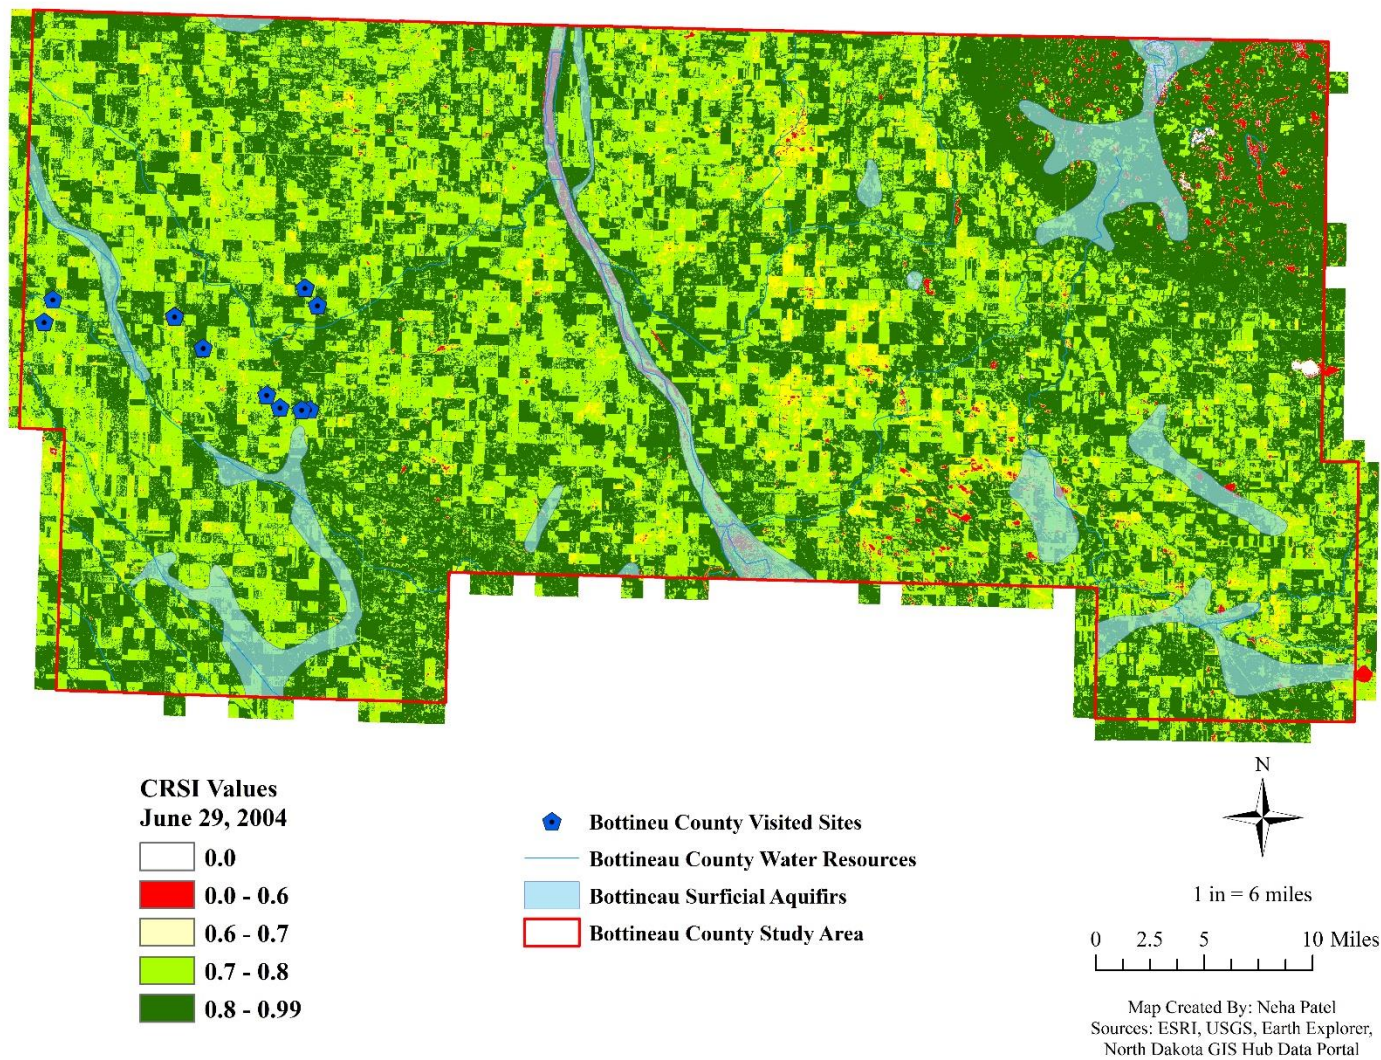 CRSI Values
June 29, 2004
0.0
0.0 - 0.6
0.6 - 0.7
0.7 - 0.8
0.8 - 0.99
Bottineu County Visited Sites
Bottineau County Water Resources
Bottineau Surficial Aquifirs
Bottineau County Study Area
N
1 in = 6 miles
0 2.5 5 10 Miles
Map Created By: Neha Patel
Sources: ESRI, USGS, Earth Explorer,
North Dakota GIS Hub Data Portal